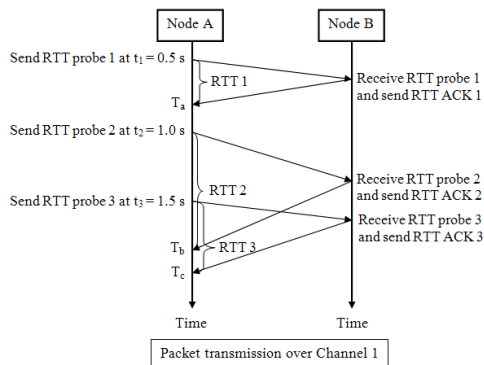 Node A
Node B
Send RTT probe 1 at t1 = 0.5 s
RTT 1
Receive RTT probe 1
and send RTT ACK 1
Ta
Send RTT probe 2 at t2 = 1.0 s
RTT 2
Receive RTT probe 2
and send RTT ACK 2
Send RTT probe 3 at t3 = 1.5 s
Receive RTT probe 3
and send RTT ACK 3
Tb
RTT 3
Tc
Time
Time
Packet transmission over Channel 1